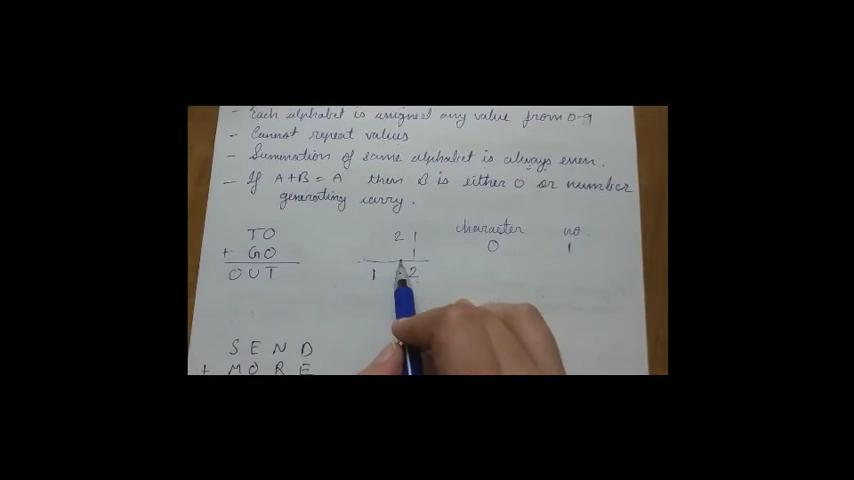 - Each alphabet is assigned any value from 0-9
- Cannot repeat values
- Summation of same alphabet is always even.
- If A+B = A then B is either 0 or number
generating carry.
TO
+ GO
OUT
2 1
1
1 2
character no.
O 1
S E N D
+ M O R E